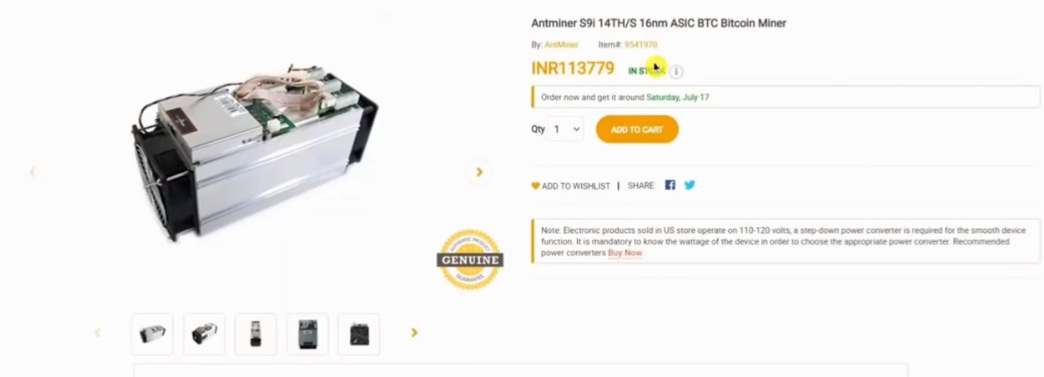 Antminer S9i 14TH/S 16nm ASIC BTC Bitcoin Miner
By: AntMiner Item#: 9541970
INR113779 IN STOCK
Order now and get it around Saturday, July 17
Qty 1 ADD TO CART
ADD TO WISHLIST | SHARE
Note: Electronic products sold in US store operate on 110-120 volts, a step-down power converter is required for the smooth device
function. It is mandatory to know the wattage of the device in order to choose the appropriate power converter. Recommended
power converters Buy Now
AUTHENTIC PRODUCT
GENUINE
GUARANTEE